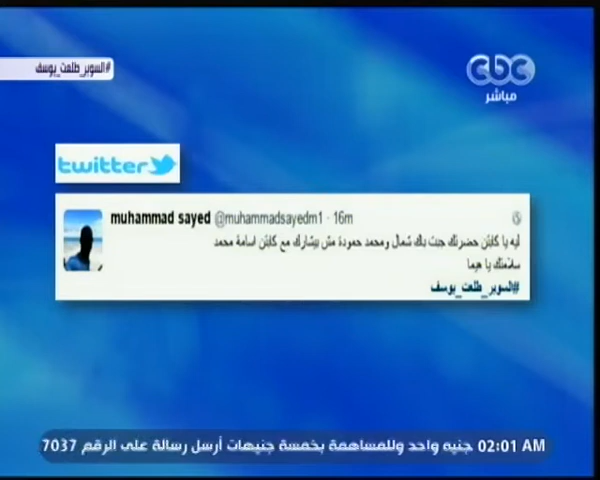 #السوبر_طلعت_يوسف
cbc
مباشر
twitter
muhammad sayed @muhammadsayedm1 · 16m
ليه يا كابتن حضرتك جبت باك شمال ومحمد حمودة مش بيشارك مع كابتن اسامة محمد
سلامتك يا هيما
#السوبر_طلعت_يوسف
02:01 AM جنيه واحد وللمساهمة بخمسة جنيهات أرسل رسالة على الرقم 7037